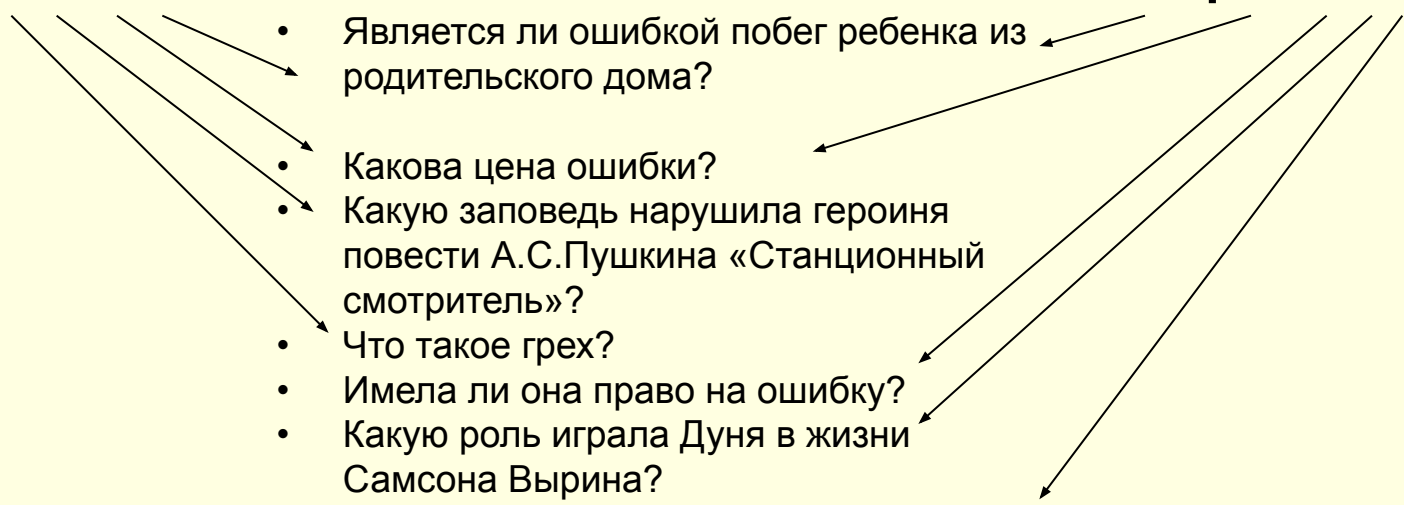 • Является ли ошибкой побег ребенка из
родительского дома?
• Какова цена ошибки?
• Какую заповедь нарушила героиня
повести А.С.Пушкина «Станционный
смотритель»?
• Что такое грех?
• Имела ли она право на ошибку?
• Какую роль играла Дуня в жизни
Самсона Вырина?